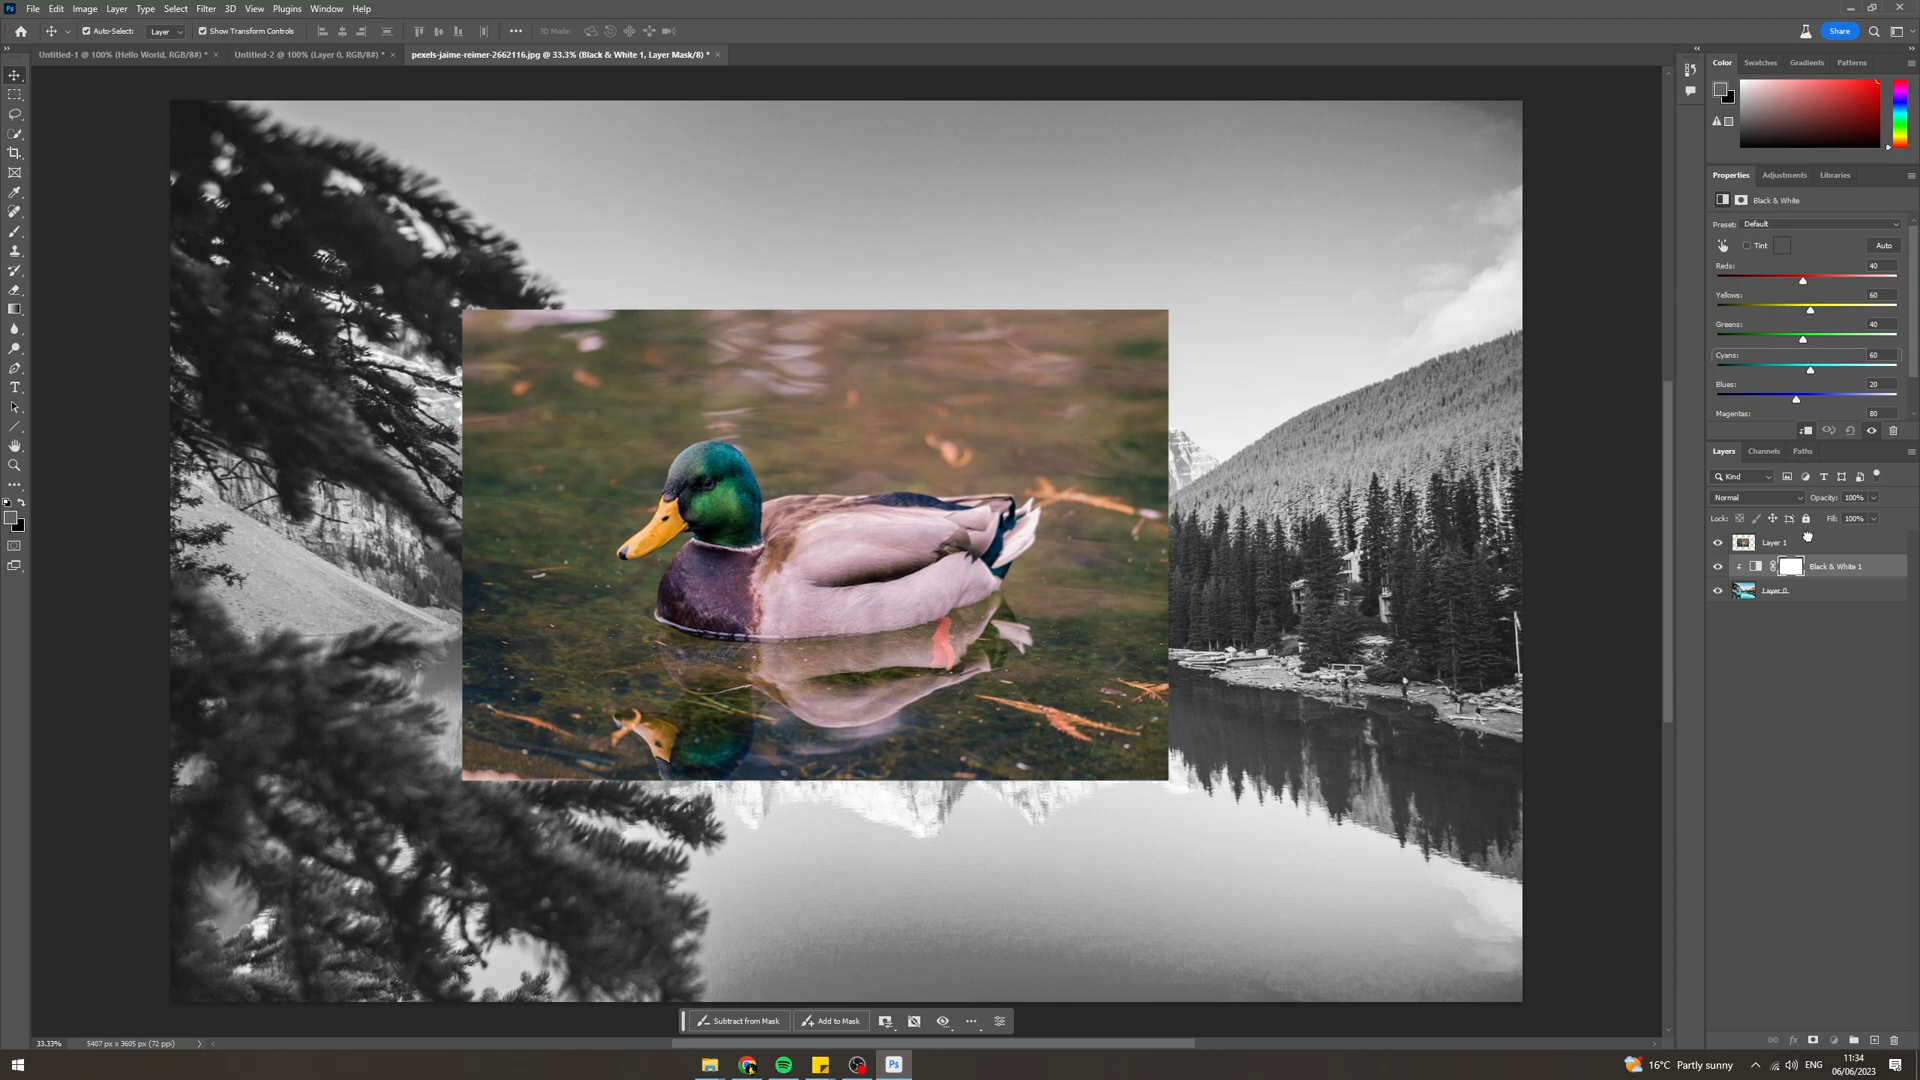 Ps File Edit Image Layer Type Select Filter 3D View Plugins Window Help
Auto-Select: Layer Show Transform Controls 3D Mode: Share
Untitled-1 @ 100% (Hello World, RGB/8#) * Untitled-2 @ 100% (Layer 0, RGB/8#) * pexels-jaime-reimer-2662116.jpg @ 33.3% (Black & White 1, Layer Mask/8) *
Color Swatches Gradients Patterns
Properties Adjustments Libraries
Black & White
Preset: Default
Tint Auto
Reds: 40
Yellows: 60
Greens: 40
Cyans: 60
Blues: 20
Magentas: 80
Layers Channels Paths
Kind
Normal Opacity: 100%
Lock: Fill: 100%
Layer 1
Black & White 1
Layer 0
Subtract from Mask Add to Mask
33.33% 5407 px x 3605 px (72 ppi)
Ps 16°C Partly sunny ENG 11:34
06/06/2023